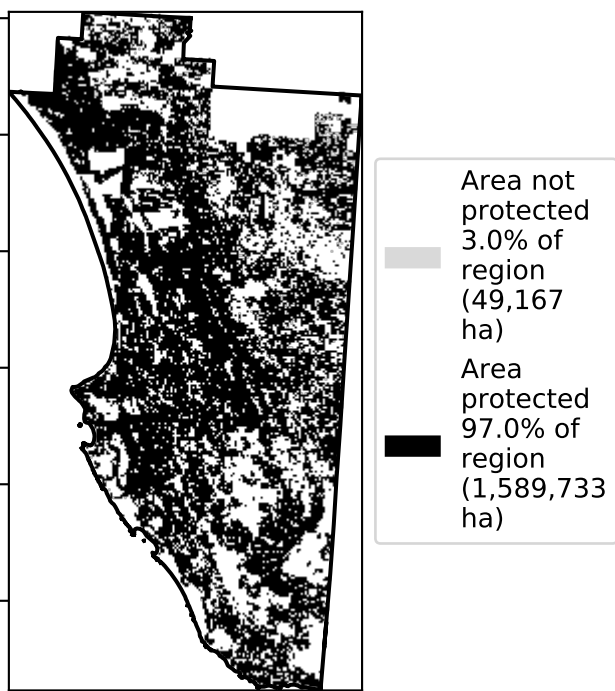 Area not
protected
3.0% of
region
(49,167
ha)
Area
protected
97.0% of
region
(1,589,733
ha)